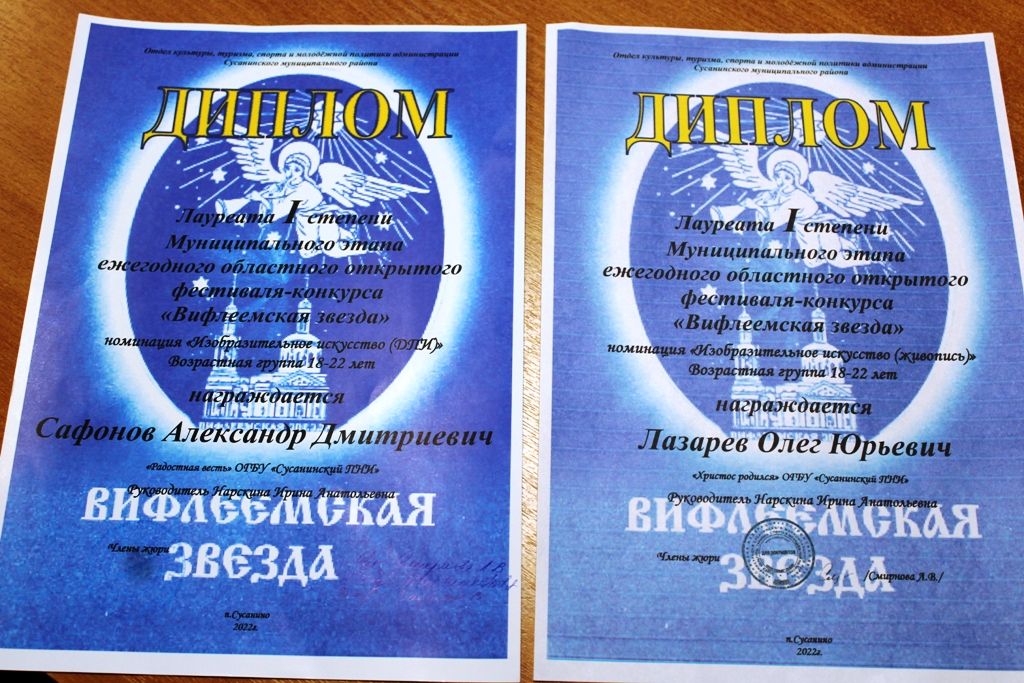 Отдел культуры, туризма, спорта и молодёжной политики администрации
Сусанинского муниципального района
ДИПЛОМ
Лауреата I степени
Муниципального этапа
ежегодного областного открытого
фестиваля-конкурса
«Вифлеемская звезда»
номинация «Изобразительное искусство (ДПИ)»
Возрастная группа 18-22 лет
награждается
Сафонов Александр Дмитриевич
«Радостная весть» ОГБУ «Сусанинский ПНИ»
Руководитель Нарскина Ирина Анатольевна
ВИФЛЕЕМСКАЯ
Члены жюри
ЗВЕЗДА
п.Сусанино
2022г.
Отдел культуры, туризма, спорта и молодёжной политики администрации
Сусанинского муниципального района
ДИПЛОМ
Лауреата I степени
Муниципального этапа
ежегодного областного открытого
фестиваля-конкурса
«Вифлеемская звезда»
номинация «Изобразительное искусство (живопись)»
Возрастная группа 18-22 лет
награждается
Лазарев Олег Юрьевич
«Христос родился» ОГБУ «Сусанинский ПНИ»
Руководитель Нарскина Ирина Анатольевна
ВИФЛЕЕМСКАЯ
Члены жюри /Смирнова Л.В./
ЗВЕЗДА
п.Сусанино
2022г.